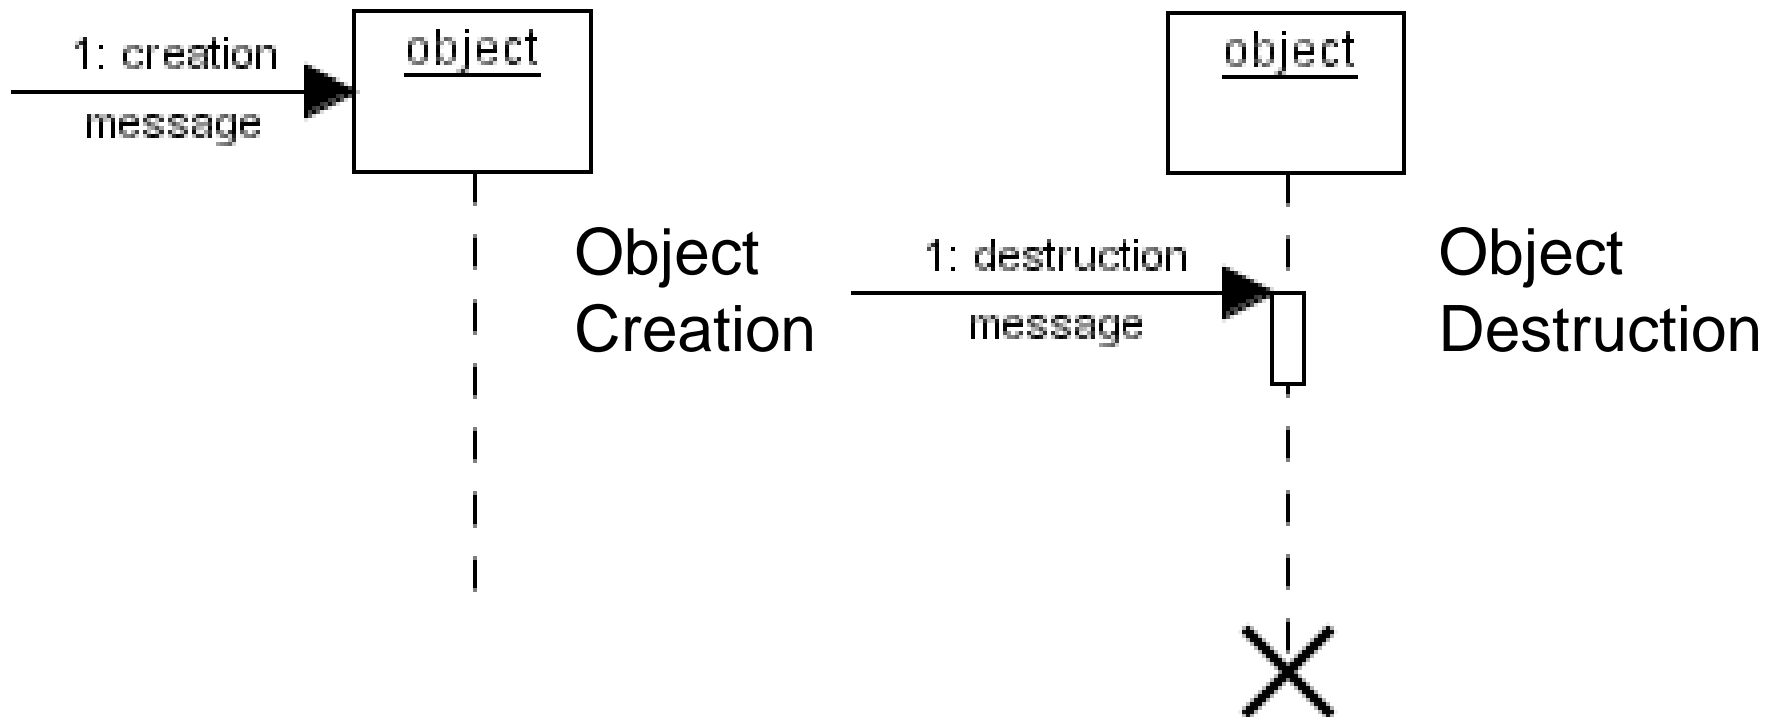 1: creation
message
object
Object
Creation
object
1: destruction
message
Object
Destruction